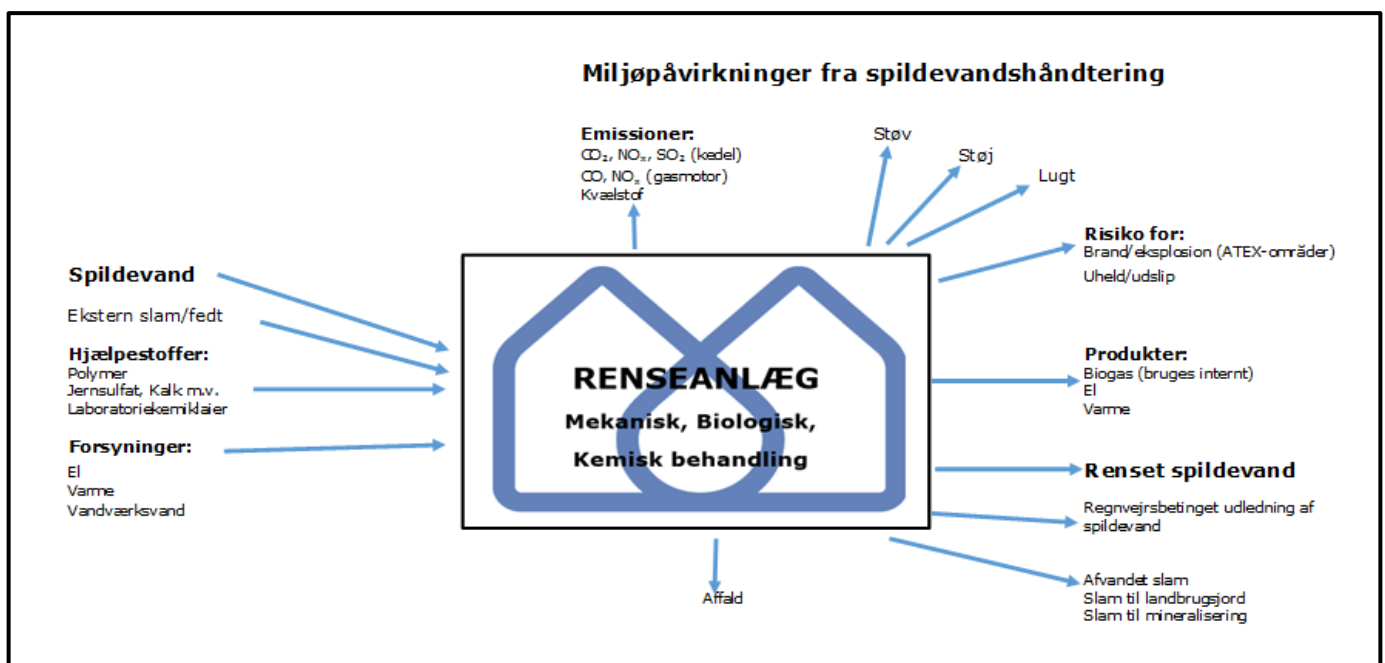 Miljøpåvirkninger fra spildevandshåndtering
Emissioner:
CO₂, NOₓ, SO₂ (kedel)
CO, NOₓ (gasmotor)
Kvælstof
Støv
Støj
Lugt
Risiko for:
Brand/eksplosion (ATEX-områder)
Uheld/udslip
Spildevand
Ekstern slam/fedt
Hjælpestoffer:
Polymer
Jernsulfat, Kalk m.v.
Laboratoriekemiklaier
Forsyninger:
El
Varme
Vandværksvand
RENSEANLÆG
Mekanisk, Biologisk,
Kemisk behandling
Produkter:
Biogas (bruges internt)
El
Varme
Renset spildevand
Regnvejrsbetinget udledning af
spildevand
Afvandet slam
Slam til landbrugsjord
Slam til mineralisering
Affald